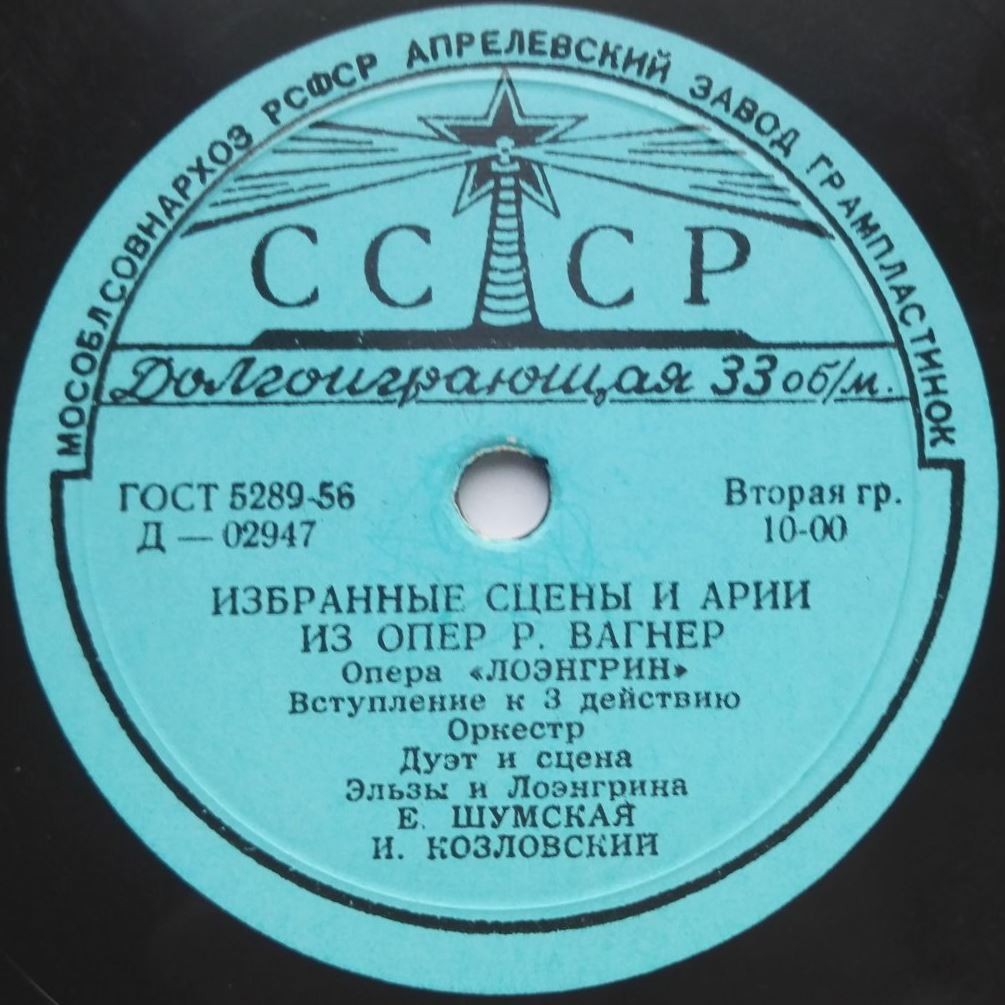 МОСОБЛСОВНАРХОЗ РСФСР АПРЕЛЕВСКИЙ ЗАВОД ГРАМПЛАСТИНОК
СССР
Долгоиграющая 33 об/м.
ГОСТ 5289-56
Д — 02947
Вторая гр.
10-00
ИЗБРАННЫЕ СЦЕНЫ И АРИИ
ИЗ ОПЕР Р. ВАГНЕР
Опера «ЛОЭНГРИН»
Вступление к 3 действию
Оркестр
Дуэт и сцена
Эльзы и Лоэнгрина
Е. ШУМСКАЯ
И. КОЗЛОВСКИЙ